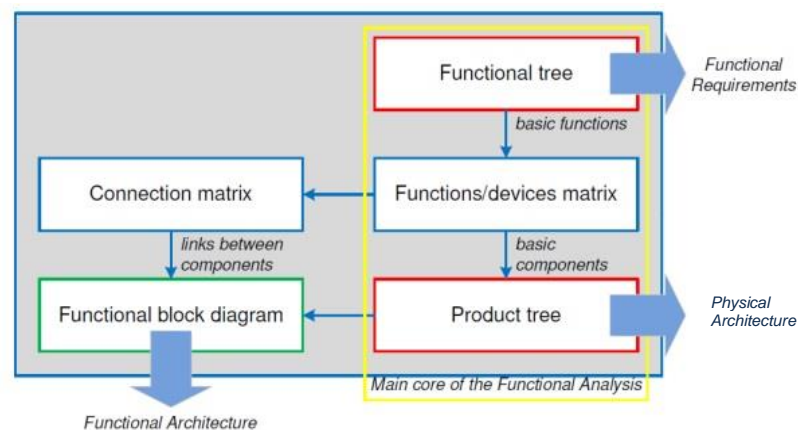 Functional tree
Functional
Requirements
basic functions
Connection matrix
Functions/devices matrix
links between
components
basic
components
Functional block diagram
Product tree
Physical
Architecture
Main core of the Functional Analysis
Functional Architecture